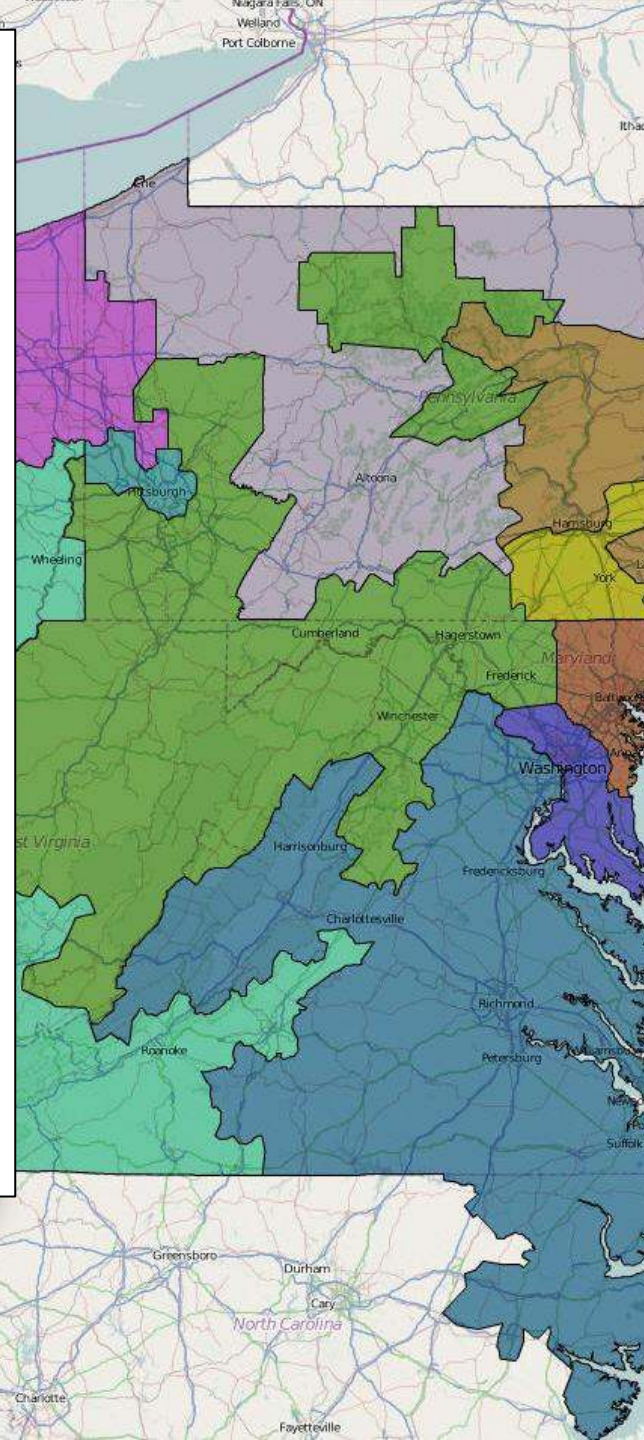 Niagara Falls, ON
Welland
Port Colborne
Erie
Pennsylvania
Altoona
Pittsburgh
Harrisburg
Wheeling
York
Cumberland
Hagerstown
Maryland
Frederick
Winchester
Washington
st Virginia
Harrisonburg
Fredericksburg
Charlottesville
Richmond
Roanoke
Petersburg
Suffolk
Greensboro
Durham
Cary
North Carolina
Charlotte
Fayetteville